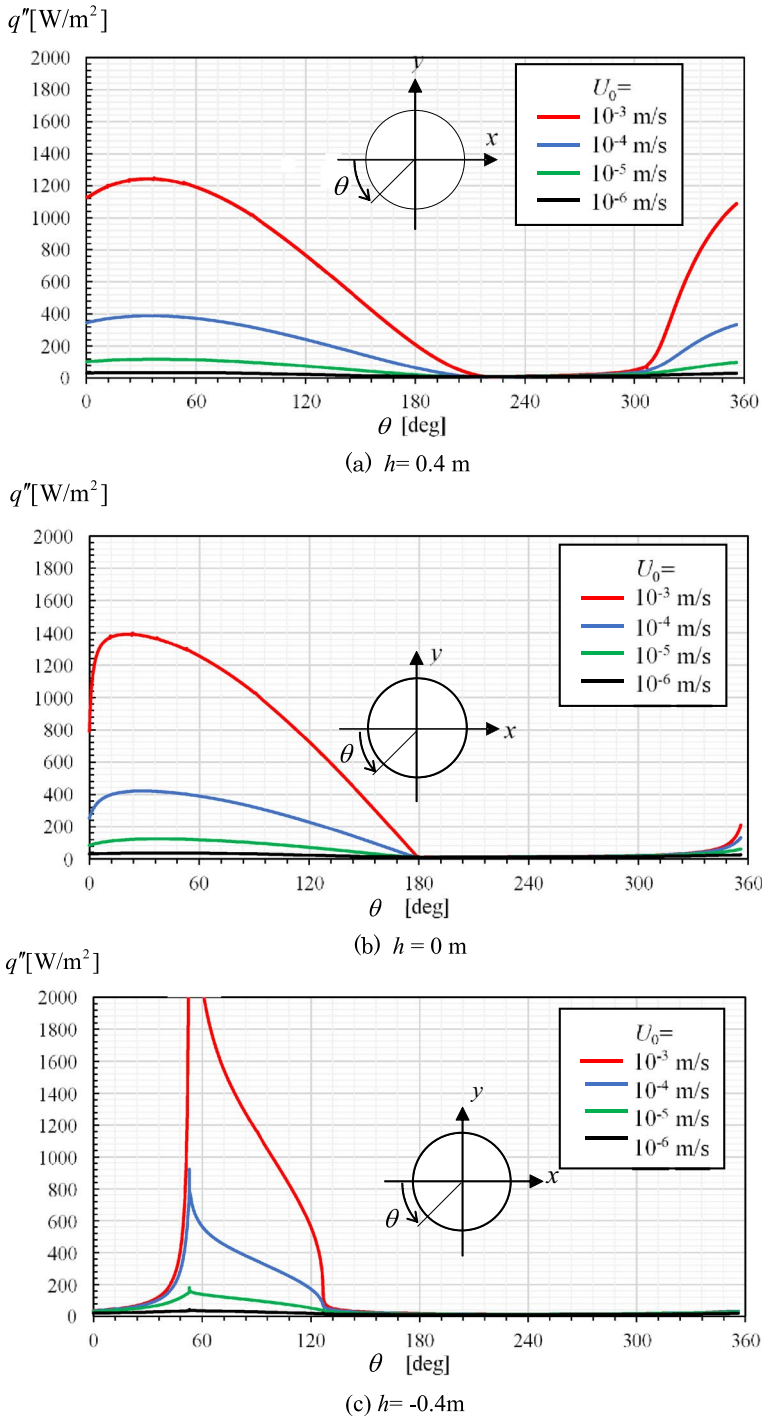 q″[W/m²]
2000
1800
1600
1400
1200
1000
800
600
400
200
0
y
x
θ
U₀=
10⁻³ m/s
10⁻⁴ m/s
10⁻⁵ m/s
10⁻⁶ m/s
0 60 120 180 240 300 360
θ [deg]
(a) h= 0.4 m
q″[W/m²]
2000
1800
1600
1400
1200
1000
800
600
400
200
0
y
x
θ
U₀=
10⁻³ m/s
10⁻⁴ m/s
10⁻⁵ m/s
10⁻⁶ m/s
0 60 120 180 240 300 360
θ [deg]
(b) h = 0 m
q″[W/m²]
2000
1800
1600
1400
1200
1000
800
600
400
200
0
y
x
θ
U₀=
10⁻³ m/s
10⁻⁴ m/s
10⁻⁵ m/s
10⁻⁶ m/s
0 60 120 180 240 300 360
θ [deg]
(c) h= -0.4m